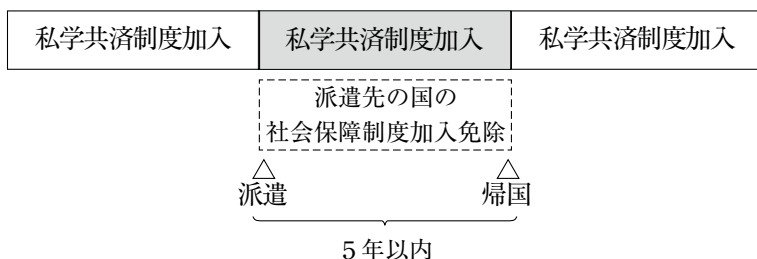 私学共済制度加入 私学共済制度加入 私学共済制度加入
派遣先の国の
社会保障制度加入免除
派遣 帰国
5年以内